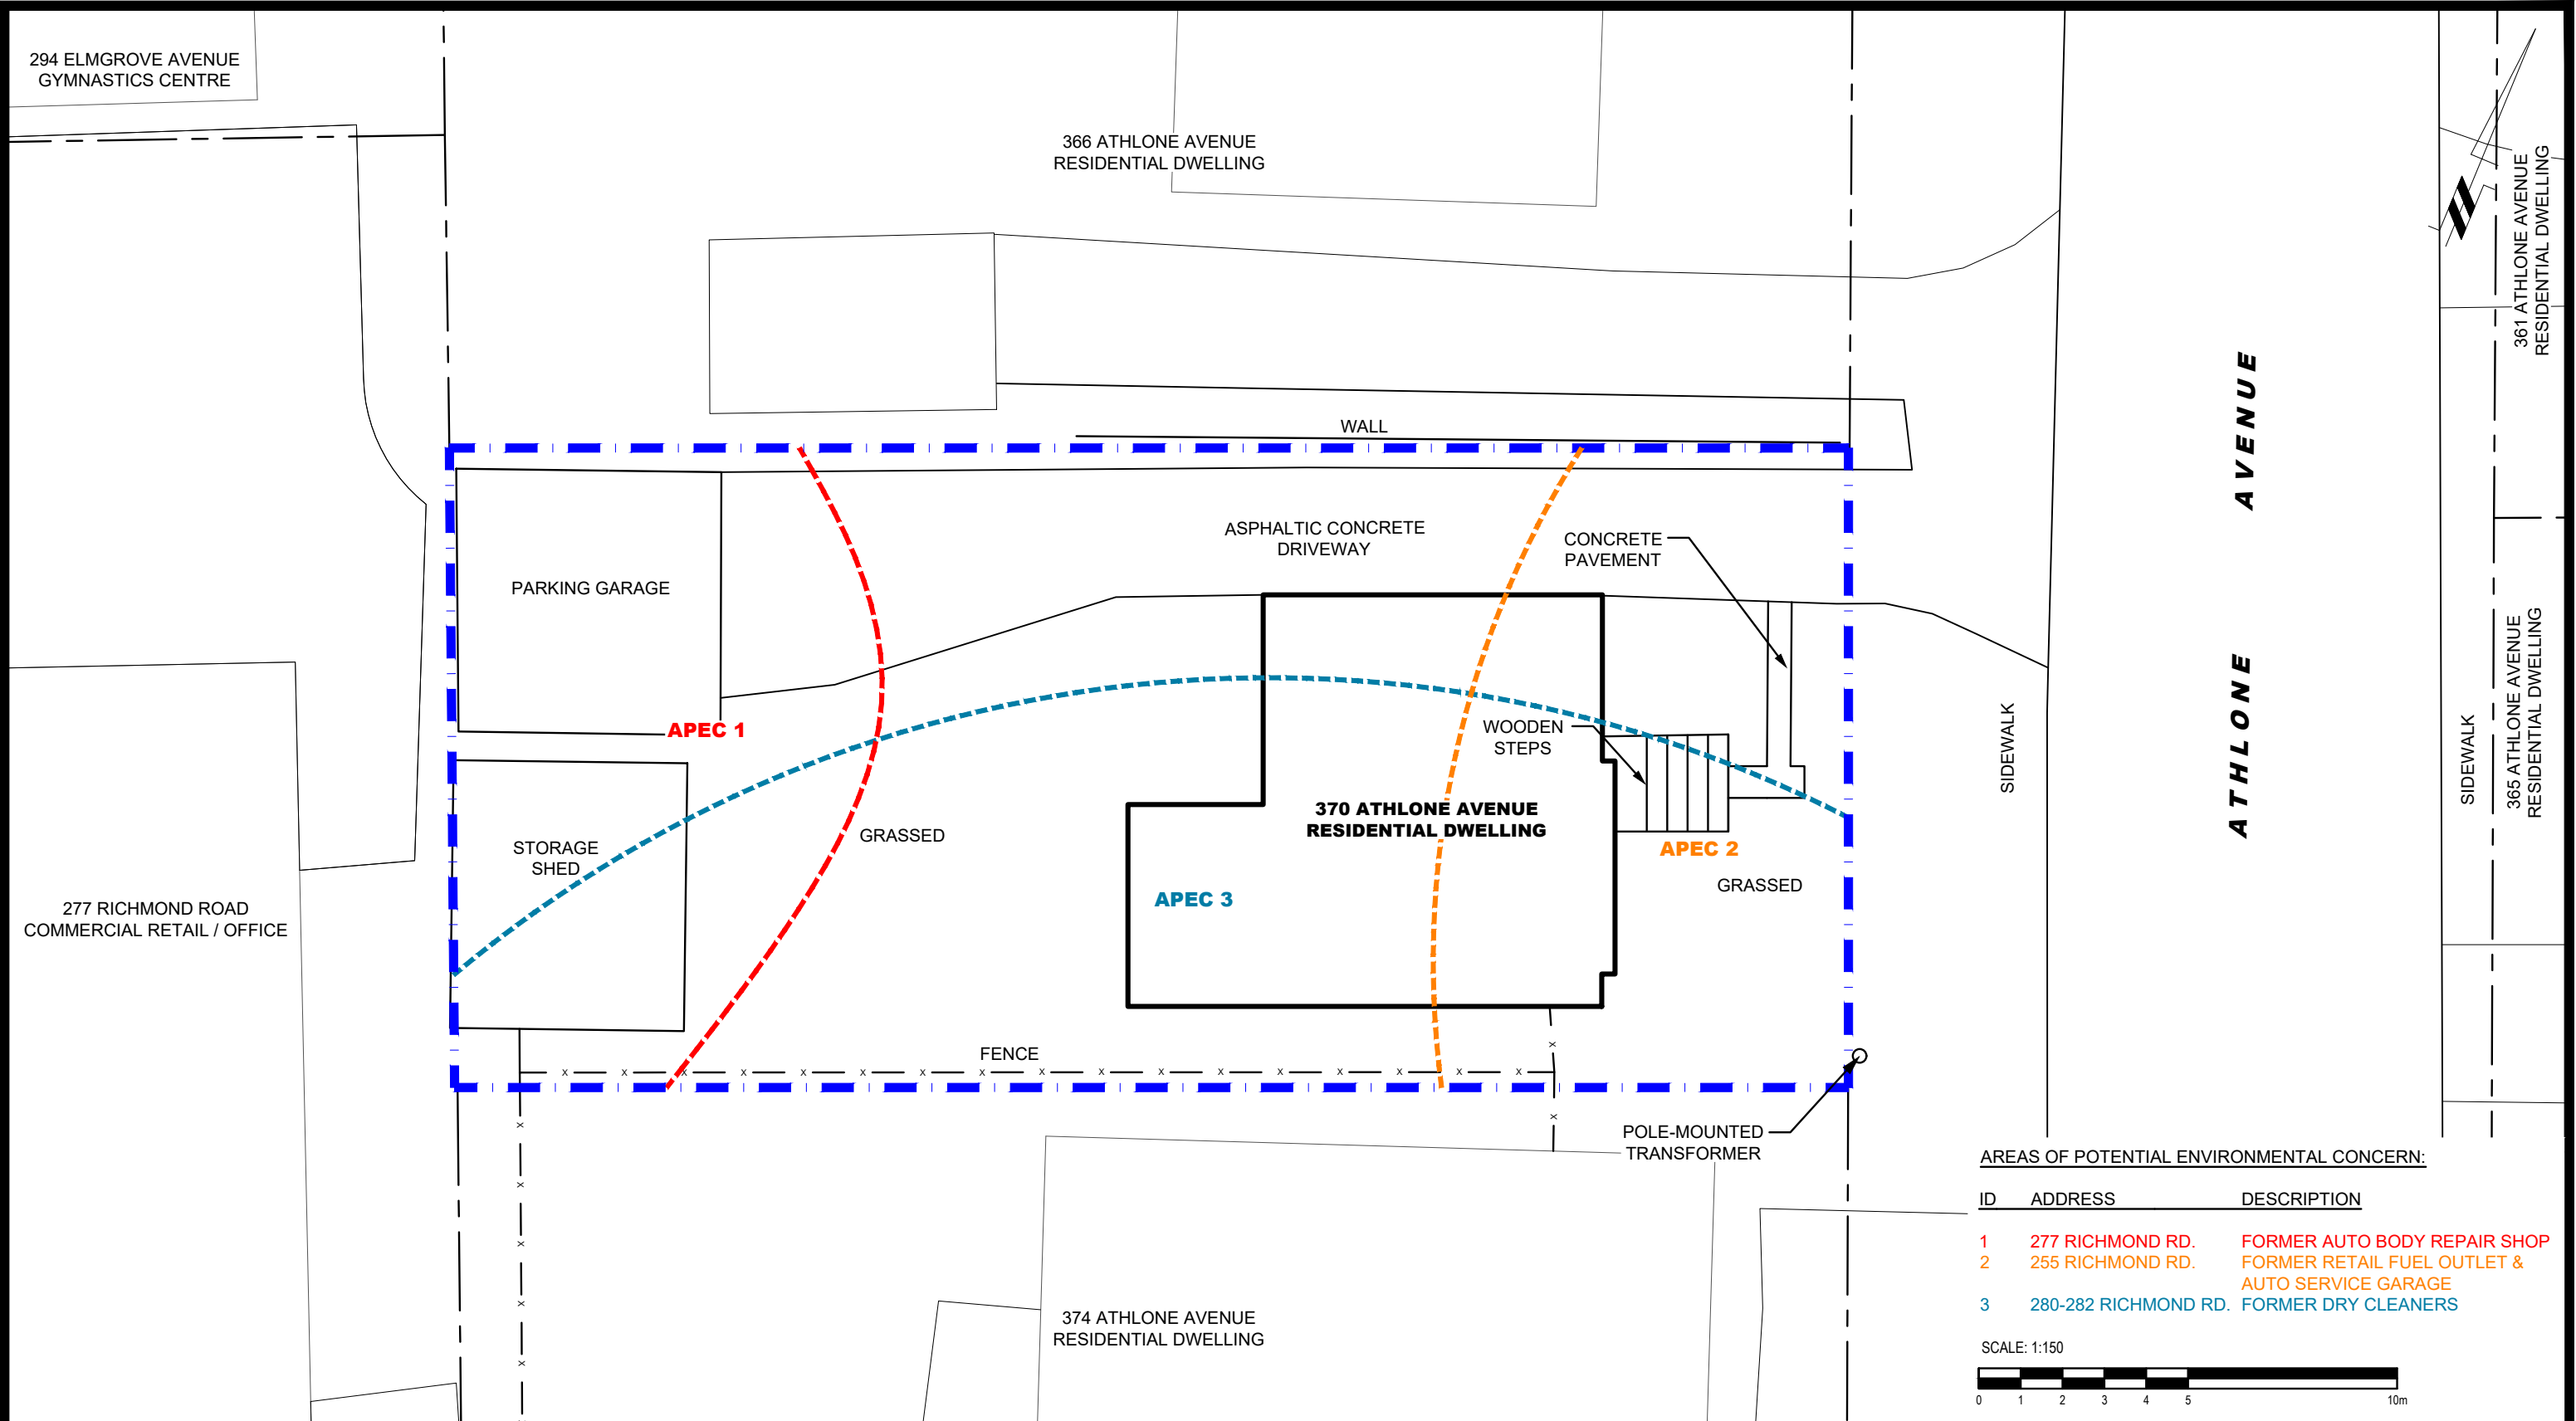 294 ELMGROVE AVENUE
GYMNASTICS CENTRE
366 ATHLONE AVENUE
RESIDENTIAL DWELLING
361 ATHLONE AVENUE
RESIDENTIAL DWELLING
WALL
ASPHALTIC CONCRETE
DRIVEWAY
CONCRETE
PAVEMENT
PARKING GARAGE
APEC 1
WOODEN
STEPS
370 ATHLONE AVENUE
RESIDENTIAL DWELLING
APEC 2
GRASSED
GRASSED
STORAGE
SHED
APEC 3
277 RICHMOND ROAD
COMMERCIAL RETAIL / OFFICE
SIDEWALK
ATHLONE AVENUE
SIDEWALK
365 ATHLONE AVENUE
RESIDENTIAL DWELLING
FENCE
POLE-MOUNTED
TRANSFORMER
374 ATHLONE AVENUE
RESIDENTIAL DWELLING
AREAS OF POTENTIAL ENVIRONMENTAL CONCERN:
ID ADDRESS DESCRIPTION
1 277 RICHMOND RD. FORMER AUTO BODY REPAIR SHOP
2 255 RICHMOND RD. FORMER RETAIL FUEL OUTLET &
AUTO SERVICE GARAGE
3 280-282 RICHMOND RD. FORMER DRY CLEANERS
SCALE: 1:150
0 1 2 3 4 5 10m